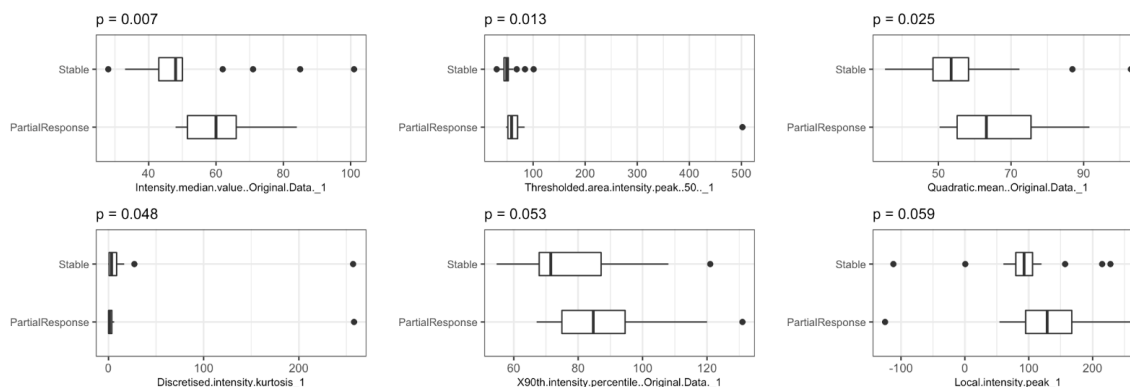 p = 0.007
Stable
PartialResponse
40 60 80 100
Intensity.median.value..Original.Data._1
p = 0.013
Stable
PartialResponse
100 200 300 400 500
Thresholded.area.intensity.peak..50.._1
p = 0.025
Stable
PartialResponse
50 70 90
Quadratic.mean..Original.Data._1
p = 0.048
Stable
PartialResponse
0 100 200
Discretised.intensity.kurtosis_1
p = 0.053
Stable
PartialResponse
60 80 100 120
X90th.intensity.percentile..Original.Data._1
p = 0.059
Stable
PartialResponse
-100 0 100 200
Local.intensity.peak_1